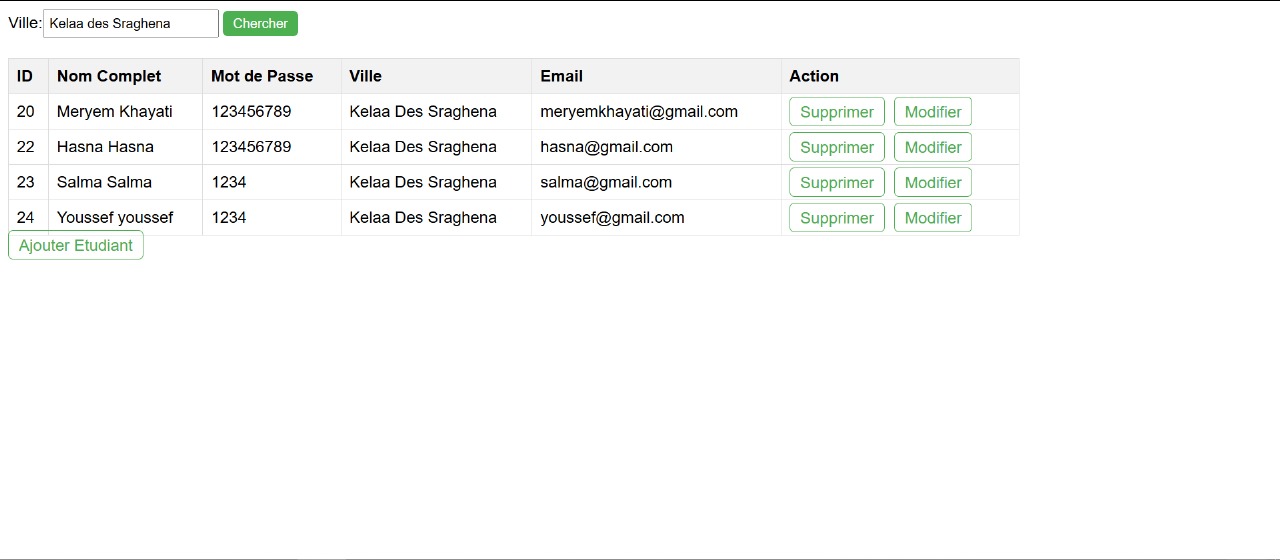 Ville: Kelaa des Sraghena Chercher
ID Nom Complet Mot de Passe Ville Email Action
20 Meryem Khayati 123456789 Kelaa Des Sraghena meryemkhayati@gmail.com Supprimer Modifier
22 Hasna Hasna 123456789 Kelaa Des Sraghena hasna@gmail.com Supprimer Modifier
23 Salma Salma 1234 Kelaa Des Sraghena salma@gmail.com Supprimer Modifier
24 Youssef youssef 1234 Kelaa Des Sraghena youssef@gmail.com Supprimer Modifier
Ajouter Etudiant